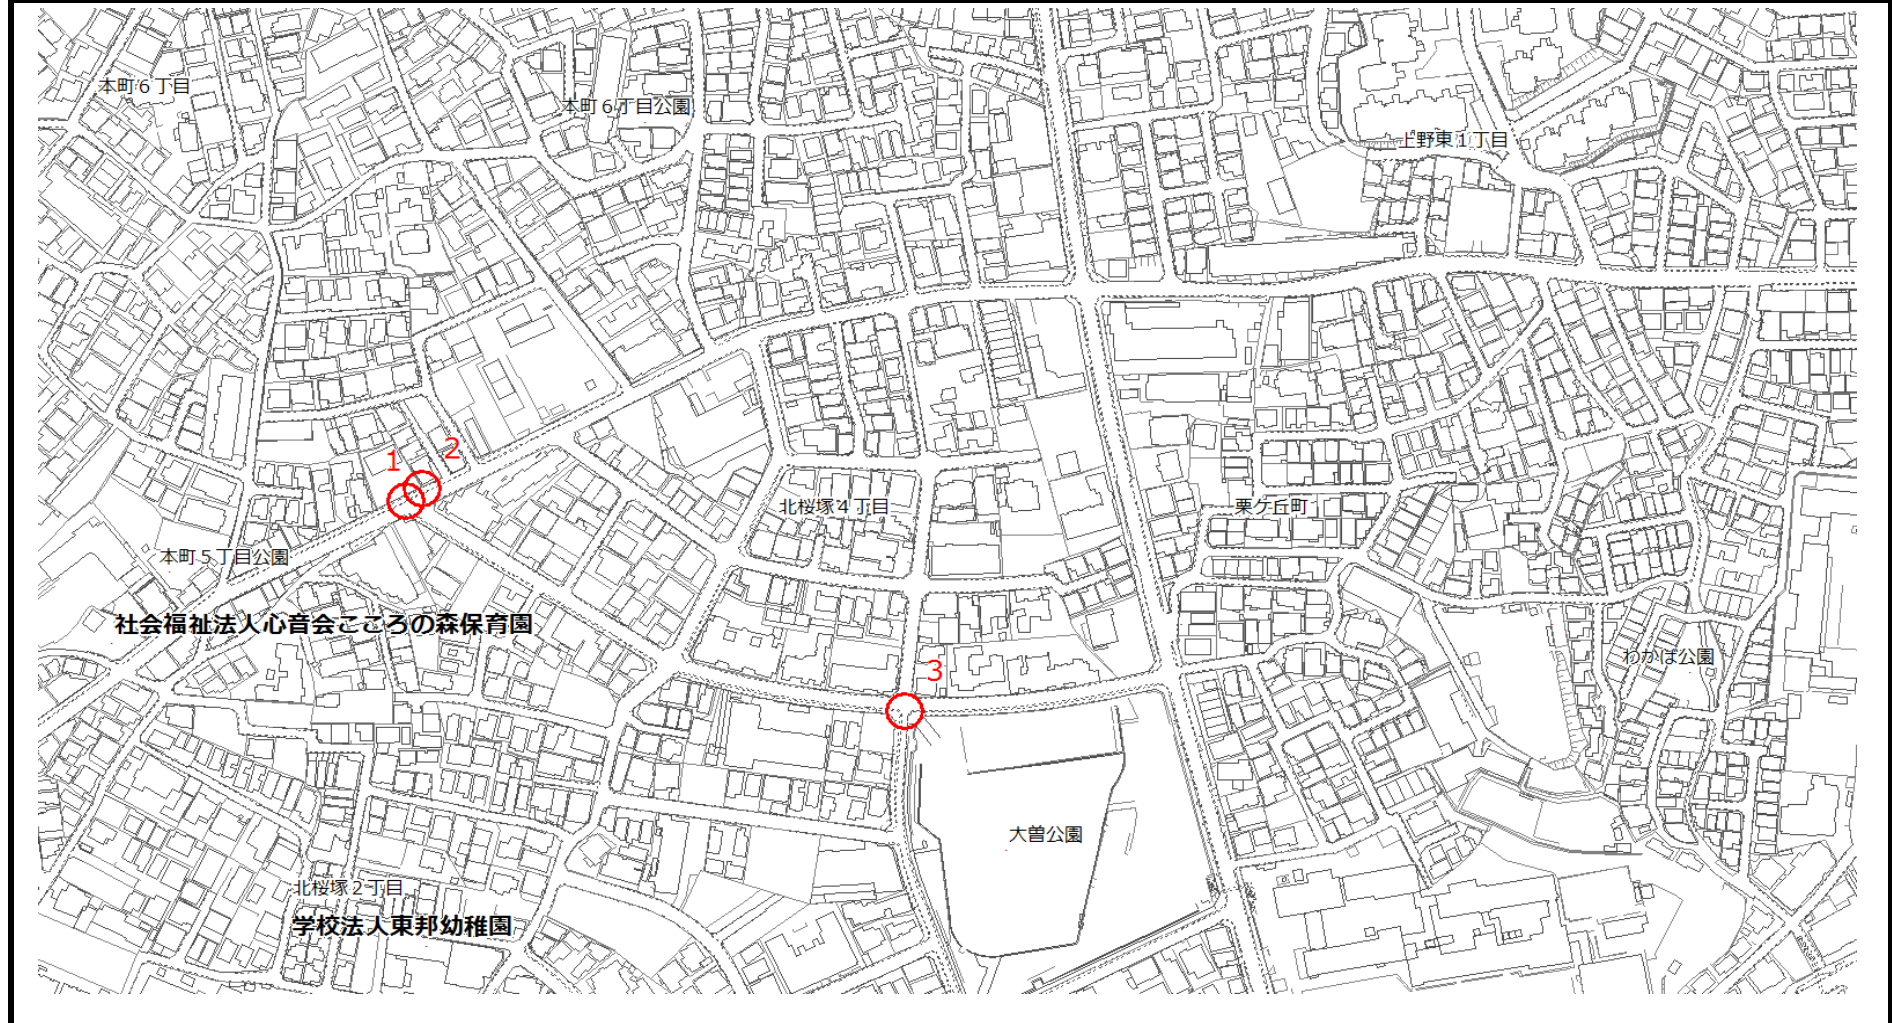 本町６丁目
本町６丁目公園
上野東１丁目
2
1
北桜塚４丁目
栗ケ丘町
本町５丁目公園
社会福祉法人心音会こころの森保育園
わかば公園
3
大曽公園
北桜塚２丁目
学校法人東邦幼稚園